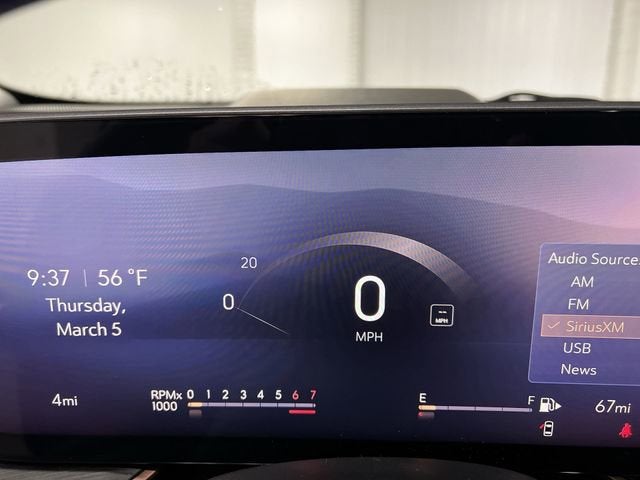 9:37 | 56 °F
Thursday,
March 5
20
0
0
MPH
--
MPH
Audio Source
AM
FM
SiriusXM
USB
News
4mi
RPMx
1000
0 1 2 3 4 5 6 7
E F
67mi